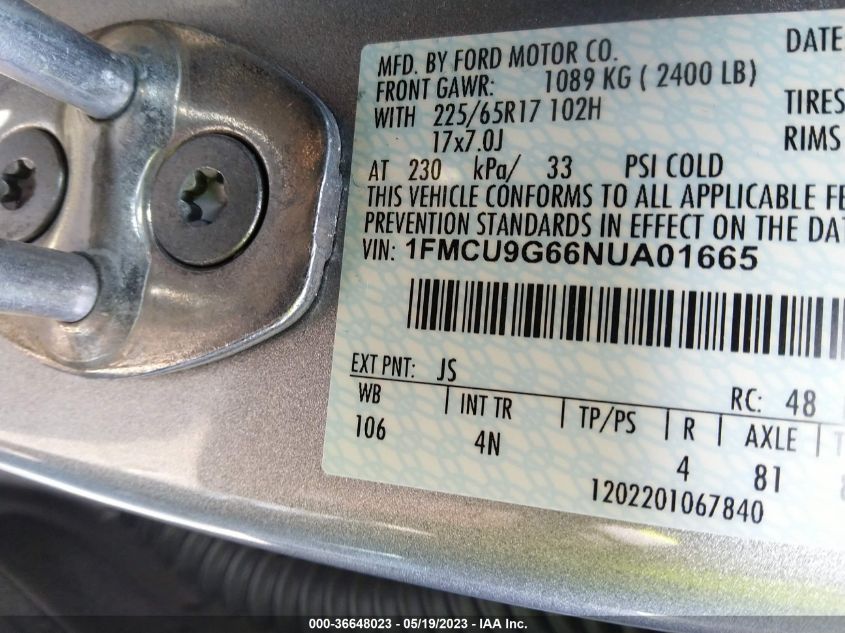 MFD. BY FORD MOTOR CO. DATE
FRONT GAWR: 1089 KG ( 2400 LB)
WITH 225/65R17 102H TIRES
17x7.0J RIMS
AT 230 kPa/ 33 PSI COLD
THIS VEHICLE CONFORMS TO ALL APPLICABLE FE
PREVENTION STANDARDS IN EFFECT ON THE DAT
VIN: 1FMCU9G66NUA01665
EXT PNT: JS RC: 48
WB INT TR TP/PS R AXLE T
106 4N 4 81
1202201067840
000-36648023 - 05/19/2023 - IAA Inc.